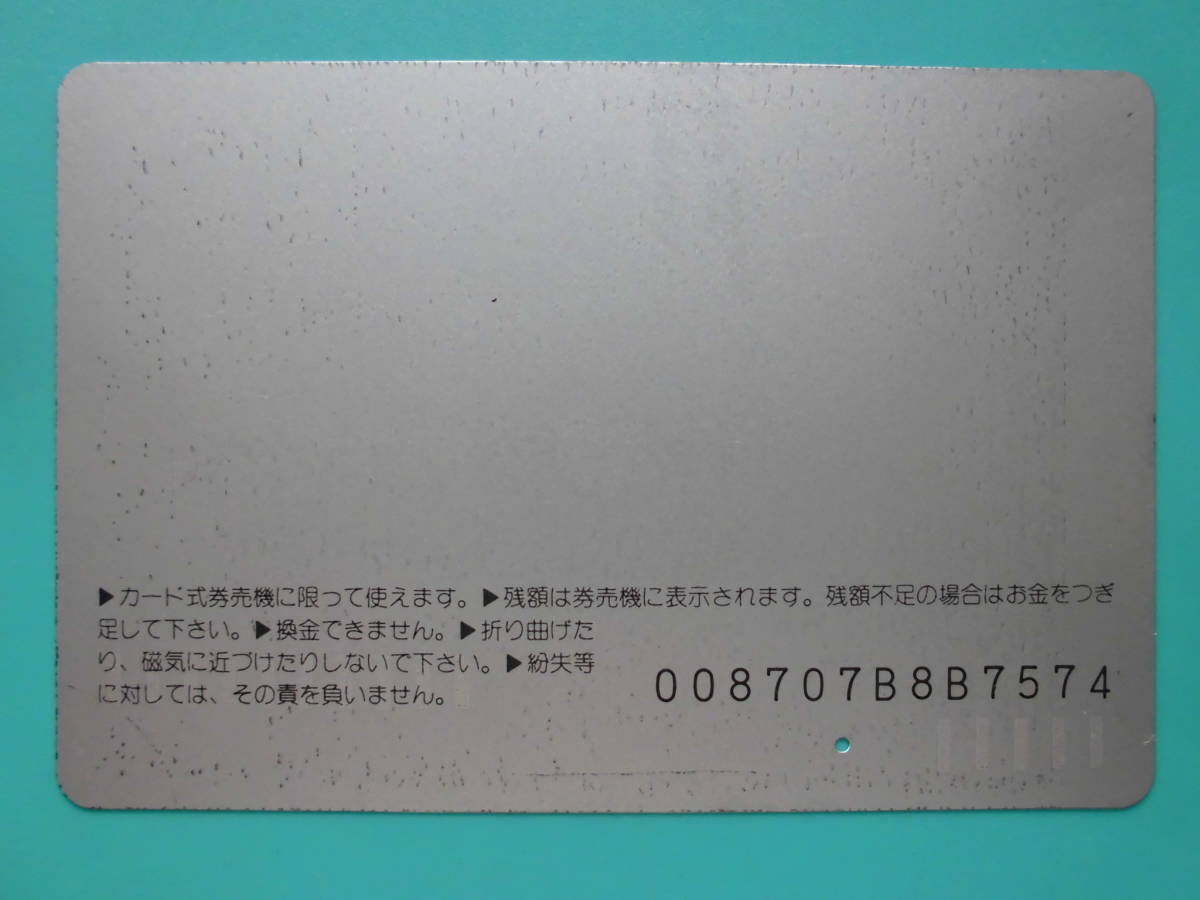 ▶カード式券売機に限って使えます。▶残額は券売機に表示されます。残額不足の場合はお金をつぎ
足して下さい。▶換金できません。▶折り曲げた
り、磁気に近づけたりしないで下さい。▶紛失等
に対しては、その責を負いません。
008707B8B7574